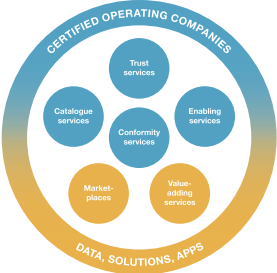 CERTIFIED OPERATING COMPANIES
Trust
services
Catalogue
services
Enabling
services
Conformity
services
Market-
places
Value-
adding
services
DATA, SOLUTIONS, APPS